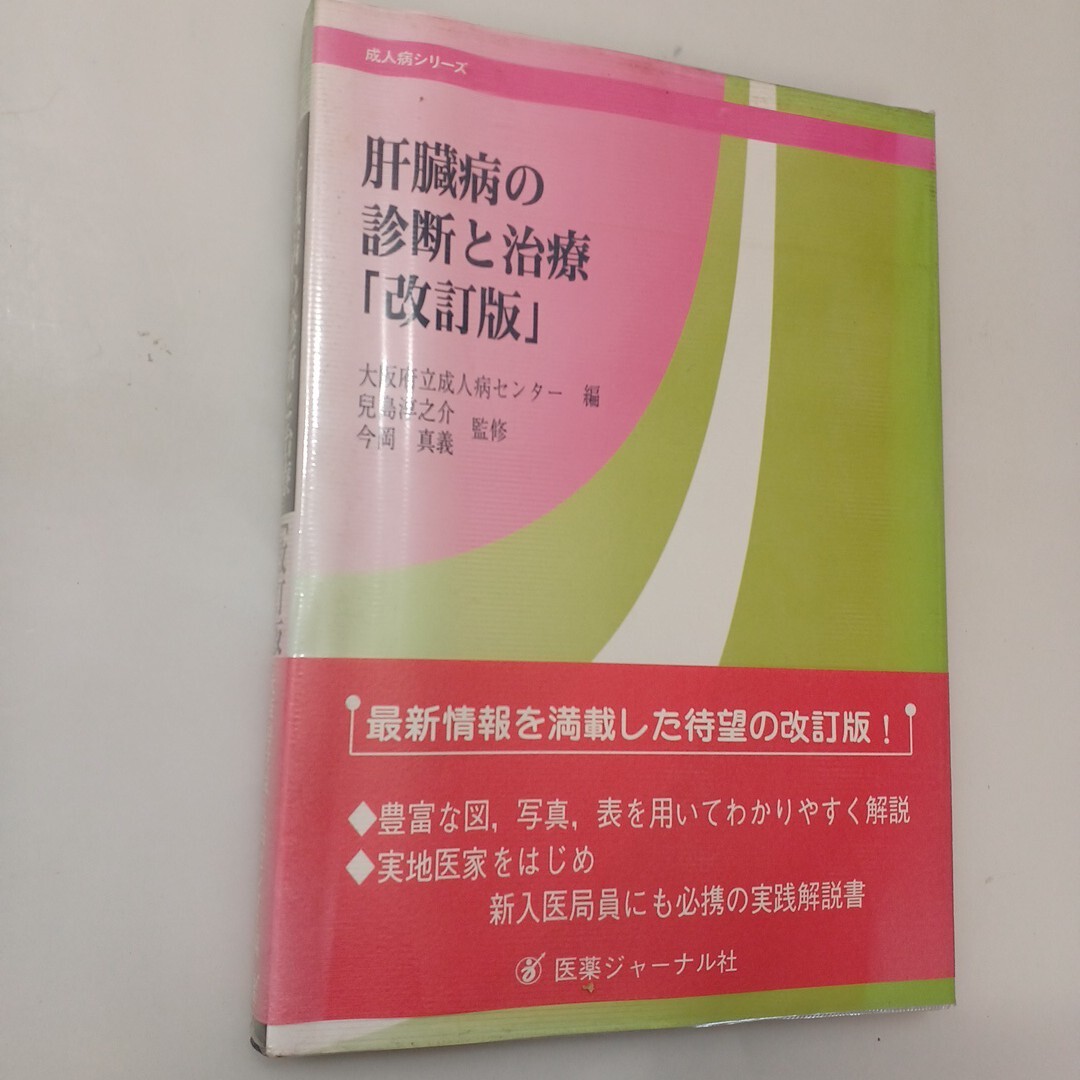 成人病シリーズ
肝臓病の
診断と治療
「改訂版」
大阪府立成人病センター 編
兒島淳之介
今岡 真義 監修
最新情報を満載した待望の改訂版！
◆豊富な図，写真，表を用いてわかりやすく解説
◆実地医家をはじめ
新入医局員にも必携の実践解説書
医薬ジャーナル社